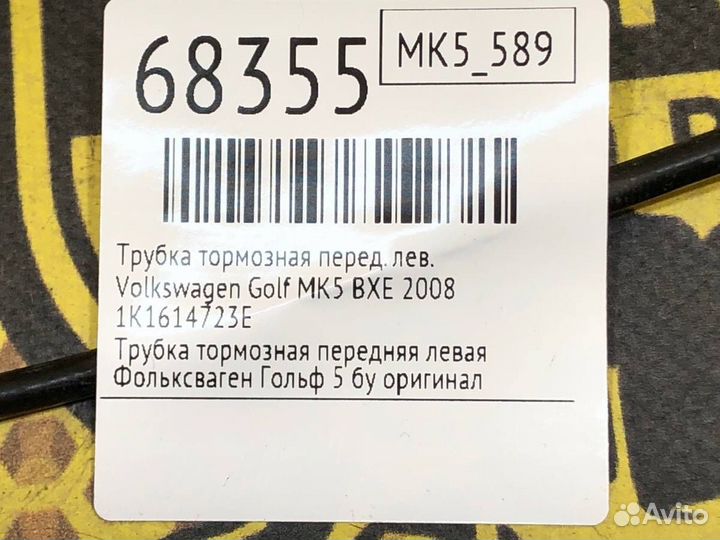 68355
MK5_589
Трубка тормозная перед. лев.
Volkswagen Golf MK5 BXE 2008
1K1614723E
Трубка тормозная передняя левая
Фольксваген Гольф 5 бу оригинал
Avito